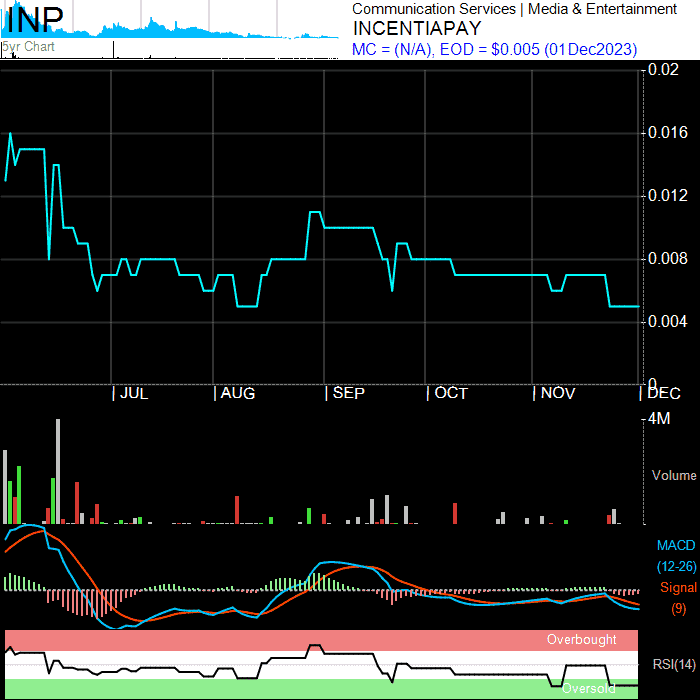 INP
Communication Services | Media & Entertainment
INCENTIAPAY
5yr Chart
MC = (N/A), EOD = $0.005 (01Dec2023)
0.02
0.016
0.012
0.008
0.004
0
JUL
AUG
SEP
OCT
NOV
DEC
4M
Volume
MACD
(12-26)
Signal
(9)
Overbought
RSI(14)
Oversold